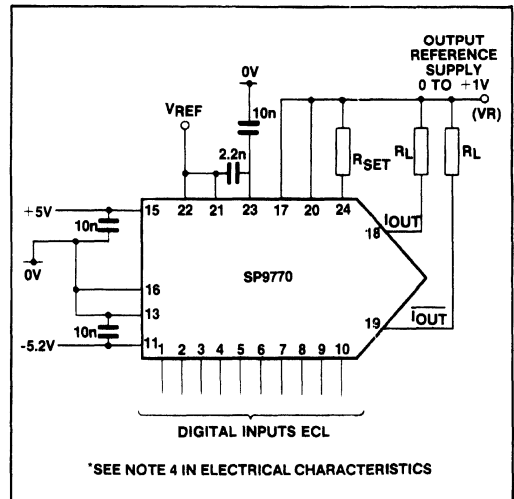 OUTPUT
REFERENCE
SUPPLY
0 TO +1V
(VR)
0V
10n
VREF
2.2n
RSET
RL
RL
+5V
10n
0V
10n
-5.2V
22 21 23 17 20 24
15
16
13
11
SP9770
18
IOUT
19
IOUT
1 2 3 4 5 6 7 8 9 10
DIGITAL INPUTS ECL
*SEE NOTE 4 IN ELECTRICAL CHARACTERISTICS